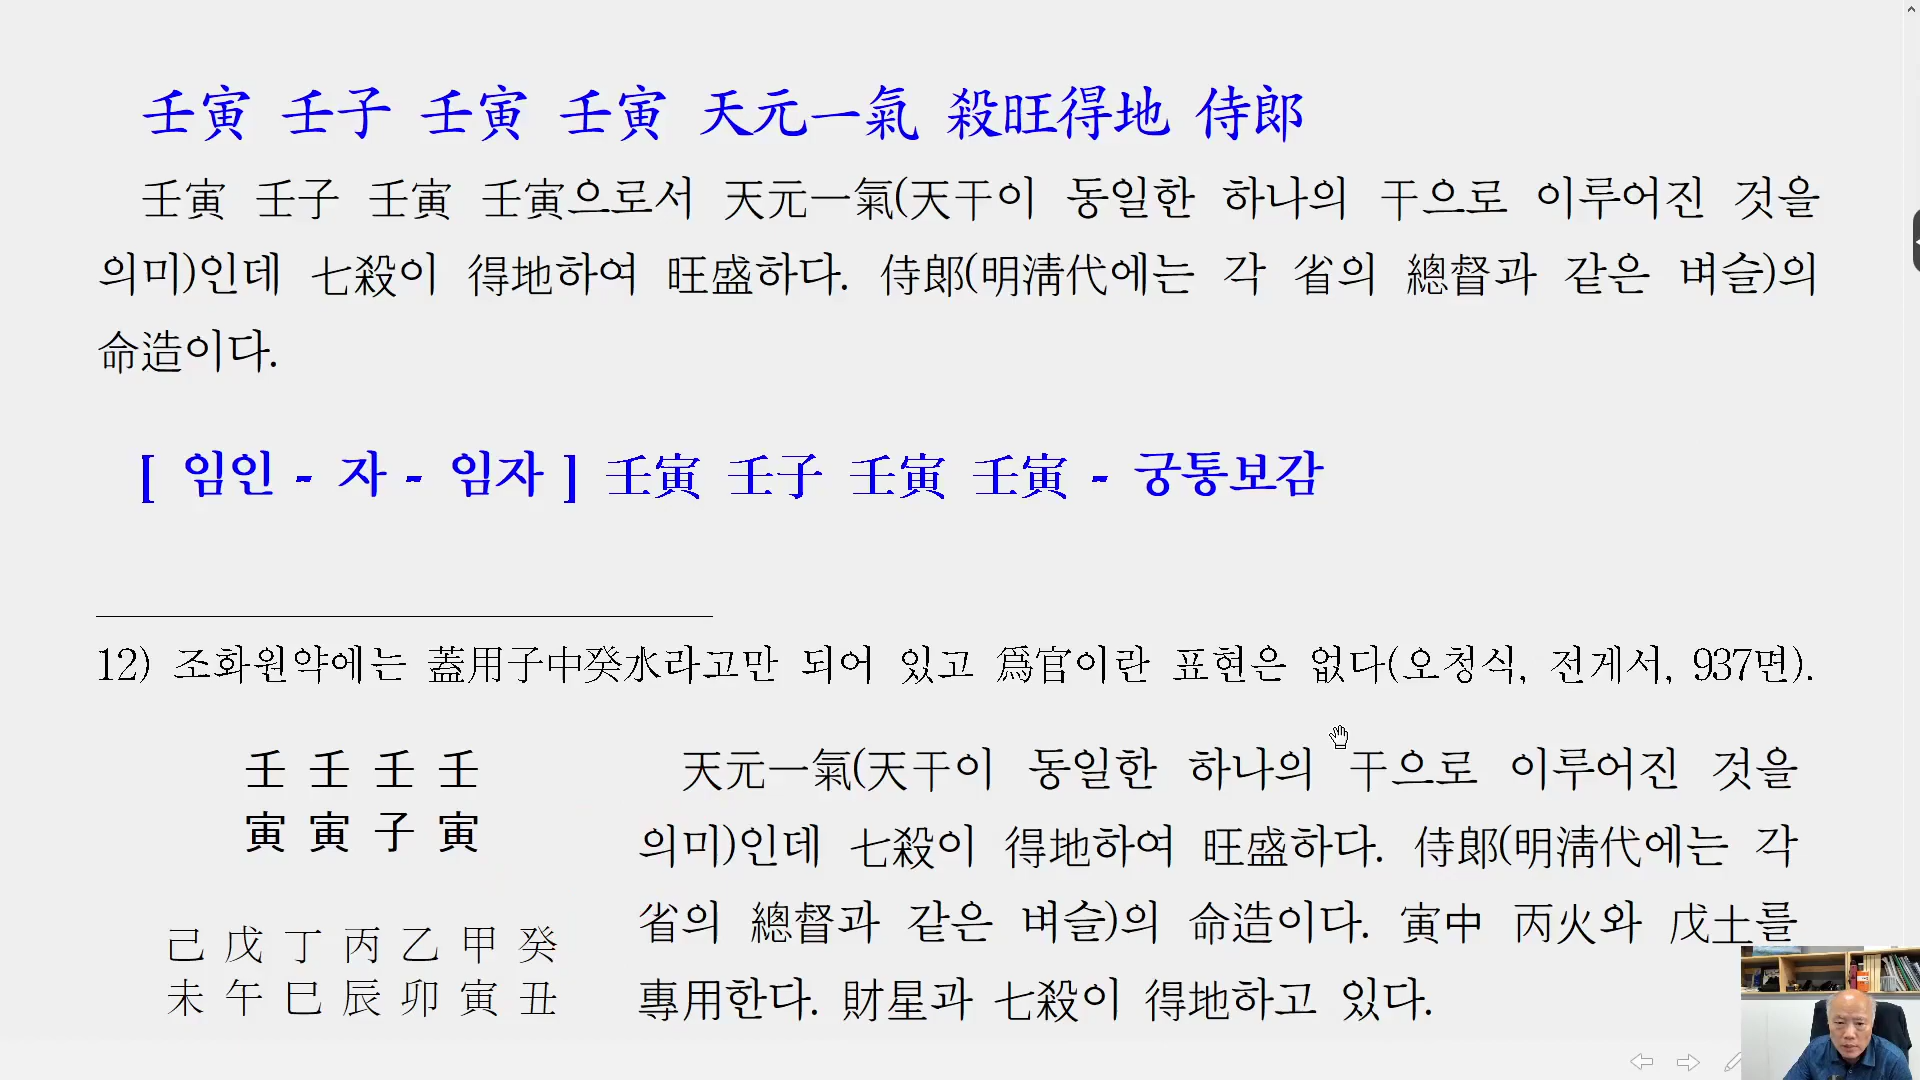 壬寅 壬子 壬寅 壬寅 天元一氣 殺旺得地 侍郞
壬寅 壬子 壬寅 壬寅으로서 天元一氣(天干이 동일한 하나의 干으로 이루어진 것을
의미)인데 七殺이 得地하여 旺盛하다. 侍郞(明淸代에는 각 省의 總督과 같은 벼슬)의
命造이다.
[ 임인 - 자 - 임자 ] 壬寅 壬子 壬寅 壬寅 - 궁통보감
12) 조화원약에는 蓋用子中癸水라고만 되어 있고 爲官이란 표현은 없다(오청식, 전게서, 937면).
壬 壬 壬 壬
寅 寅 子 寅
己 戊 丁 丙 乙 甲 癸
未 午 巳 辰 卯 寅 丑
天元一氣(天干이 동일한 하나의 干으로 이루어진 것을
의미)인데 七殺이 得地하여 旺盛하다. 侍郞(明淸代에는 각
省의 總督과 같은 벼슬)의 命造이다. 寅中 丙火와 戊土를
專用한다. 財星과 七殺이 得地하고 있다.